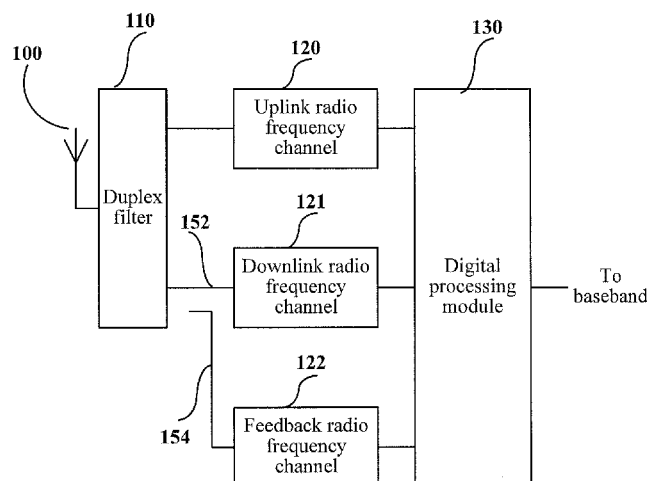 110
120
130
100
Uplink radio
frequency
channel
Duplex
filter
152
121
Downlink radio
frequency
channel
Digital
processing
module
To
baseband
122
154
Feedback radio
frequency
channel